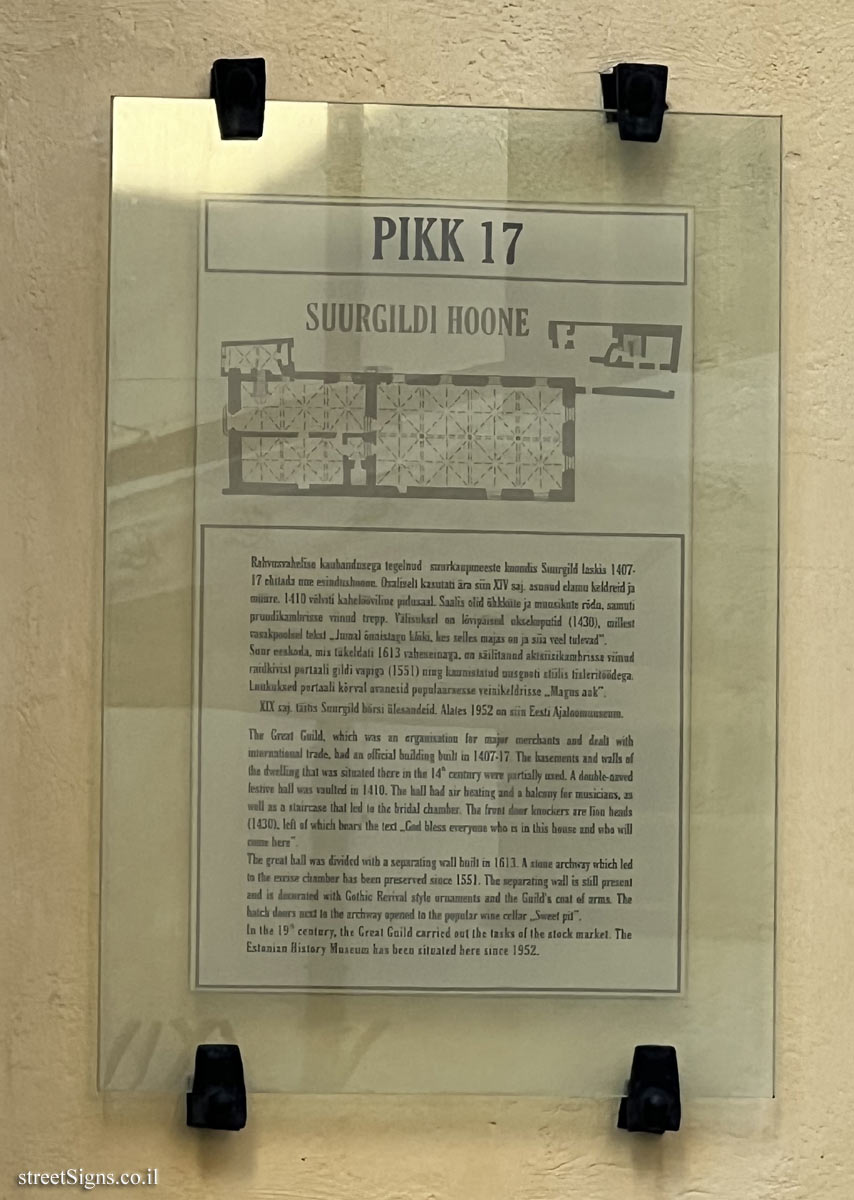 PIKK 17
SUURGILDI HOONE
Rahvusvahelise kaubandusega tegelnud suurkaupmeeste koondis Suurgild laskis 1407-
17 ehitada uue esindushoone. Osaliselt kasutati ära siin XIV saj. asunud elamu keldreid ja
müüre. 1410 võlviti kahelööviline pidusaal. Saalis olid õhkküte ja muusikute rõdu, samuti
pruudikambrisse viinud trepp. Välisuksel on lõvipäised uksekoputid (1430), millest
vasakpoolsel tekst „Jumal õnnistagu kõiki, kes selles majas on ja siia veel tulevad".
Suur eeskoda, mis tükeldati 1613 vaheseinaga, on säilitanud aktsiisikambrisse viinud
raidkivist portaali gildi vapiga (1551) ning kaunistatud uusgooti stiilis tisleritöödega.
Luukuksed portaali kõrval avanesid populaarsesse veinikeldrisse „Magus auk".
XIX saj. täitis Suurgild börsi ülesandeid. Alates 1952 on siin Eesti Ajaloomuuseum.
The Great Guild, which was an organisation for major merchants and dealt with
international trade, had an official building built in 1407-17. The basements and walls of
the dwelling that was situated there in the 14th century were partially used. A double-naved
festive hall was vaulted in 1410. The hall had air heating and a balcony for musicians, as
well as a staircase that led to the bridal chamber. The front door knockers are lion heads
(1430), left of which bears the text „God bless everyone who is in this house and who will
come here".
The great hall was divided with a separating wall built in 1613. A stone archway which led
to the excise chamber has been preserved since 1551. The separating wall is still present
and is decorated with Gothic Revival style ornaments and the Guild's coat of arms. The
hatch doors next to the archway opened to the popular wine cellar „Sweet pit".
In the 19th century, the Great Guild carried out the tasks of the stock market. The
Estonian History Museum has been situated here since 1952.
streetSigns.co.il